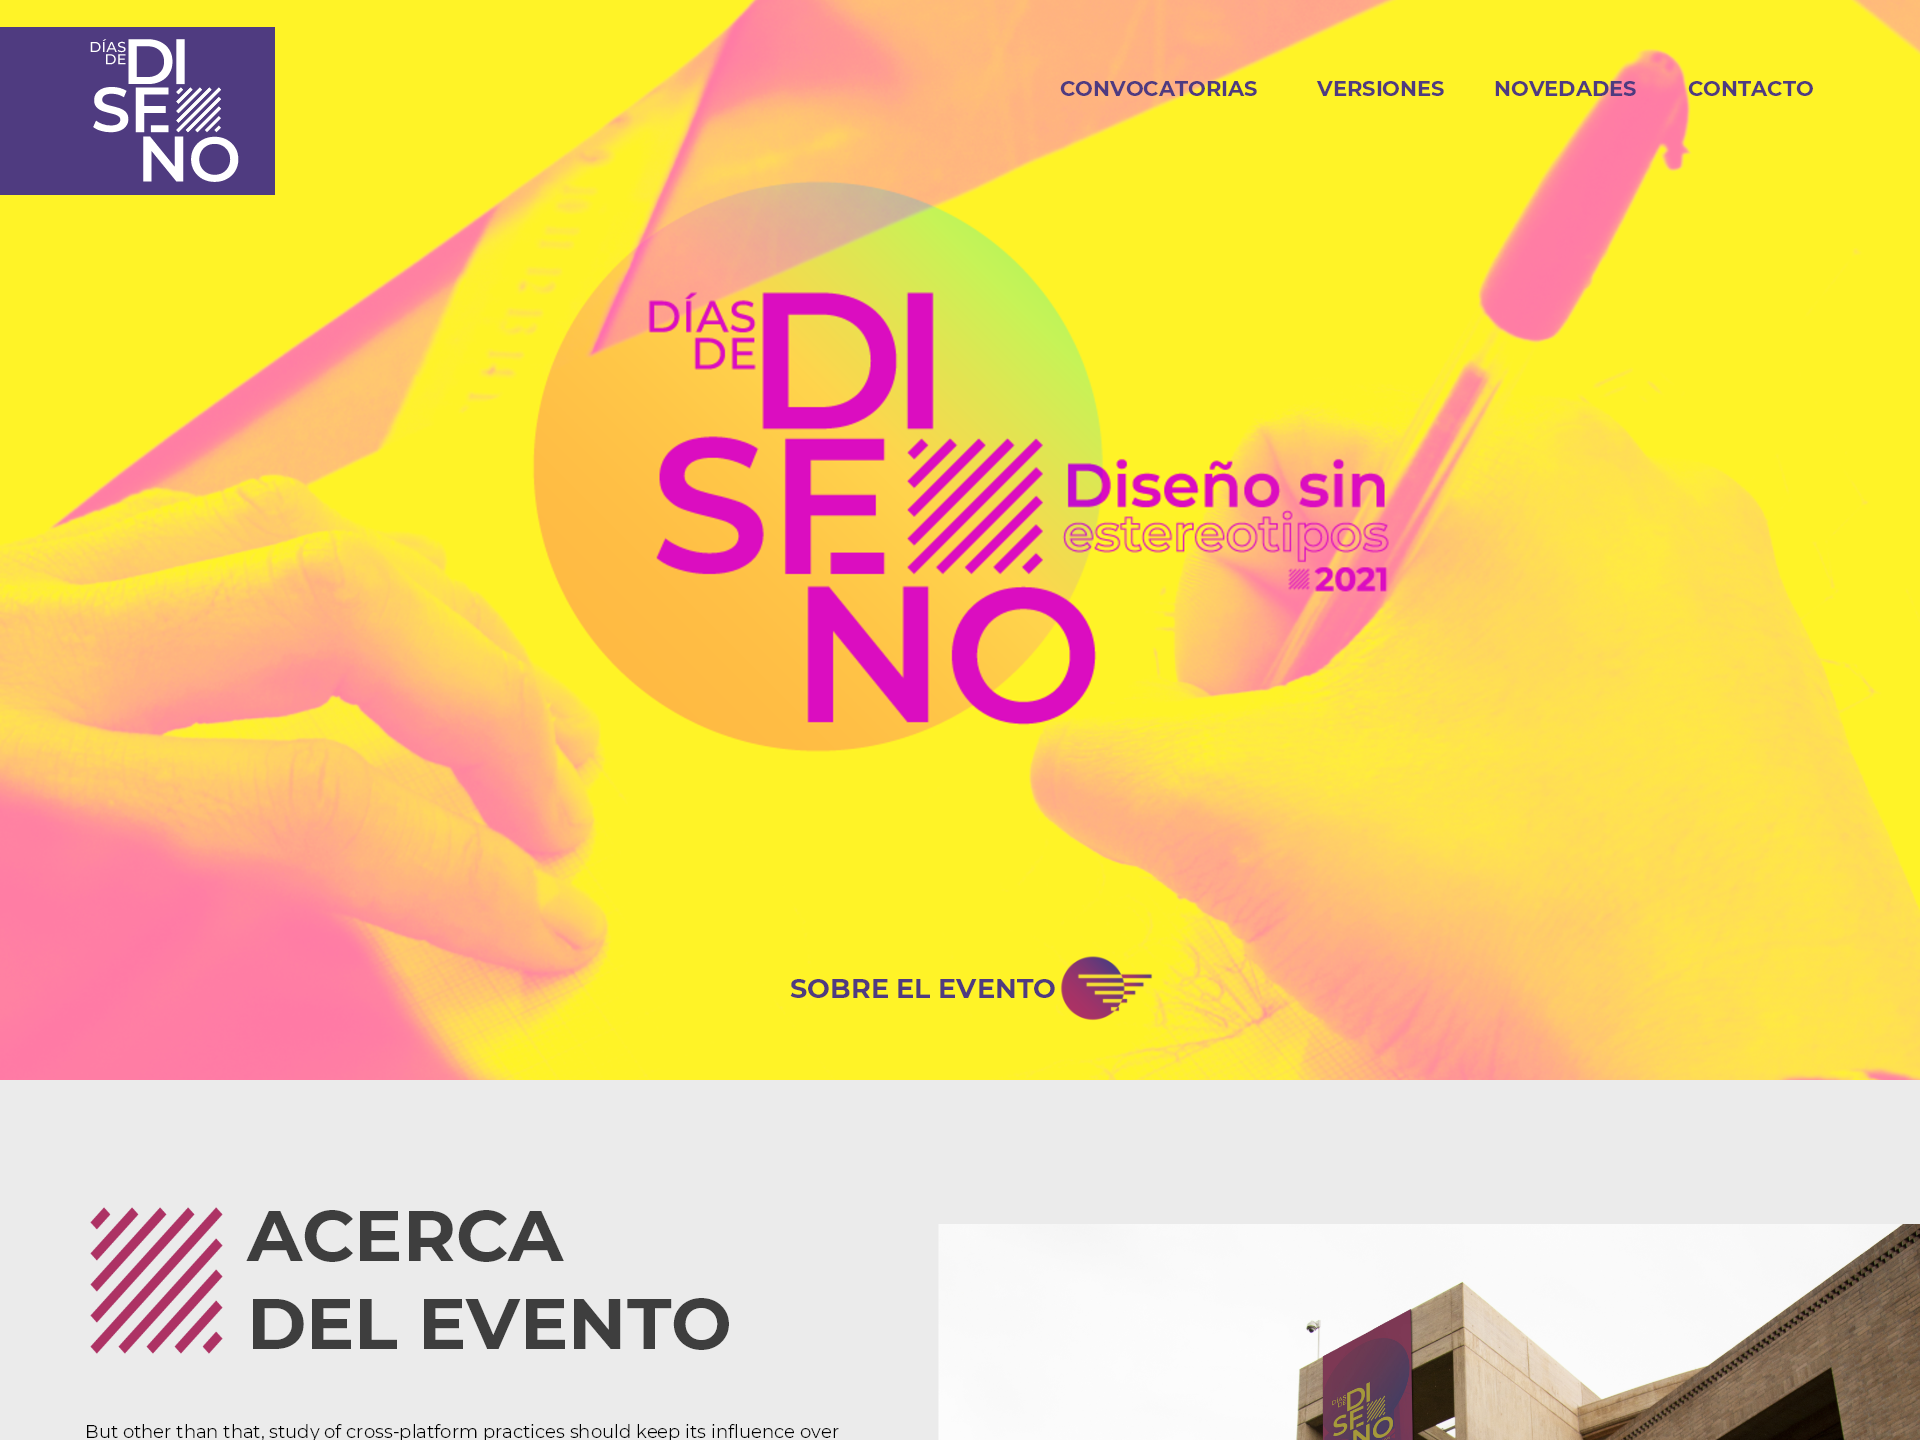 DÍAS
DE
DI
SE
NO
CONVOCATORIAS
VERSIONES
NOVEDADES
CONTACTO
DÍAS
DE
DI
SE
NO
Diseño sin
estereotipos
2021
SOBRE EL EVENTO
ACERCA
DEL EVENTO
But other than that, study of cross-platform practices should keep its influence over
DÍAS
DE
DI
SE
NO